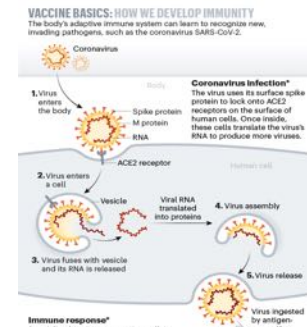 VACCINE BASICS: HOW WE DEVELOP IMMUNITY
The body's adaptive immune system can learn to recognize new,
invading pathogens, such as the coronavirus SARS-CoV-2.
Coronavirus
Body
Coronavirus infection*
The virus uses its surface spike
protein to lock onto ACE2
receptors on the surface of
human cells. Once inside,
these cells translate the virus's
RNA to produce more viruses.
1. Virus
enters
the body
Spike protein
M protein
RNA
ACE2 receptor
Human cell
2. Virus enters
a cell
Vesicle
Viral RNA
translated
into proteins
4. Virus assembly
3. Virus fuses with vesicle
and its RNA is released
5. Virus release
Immune response*
Virus ingested
by antigen-